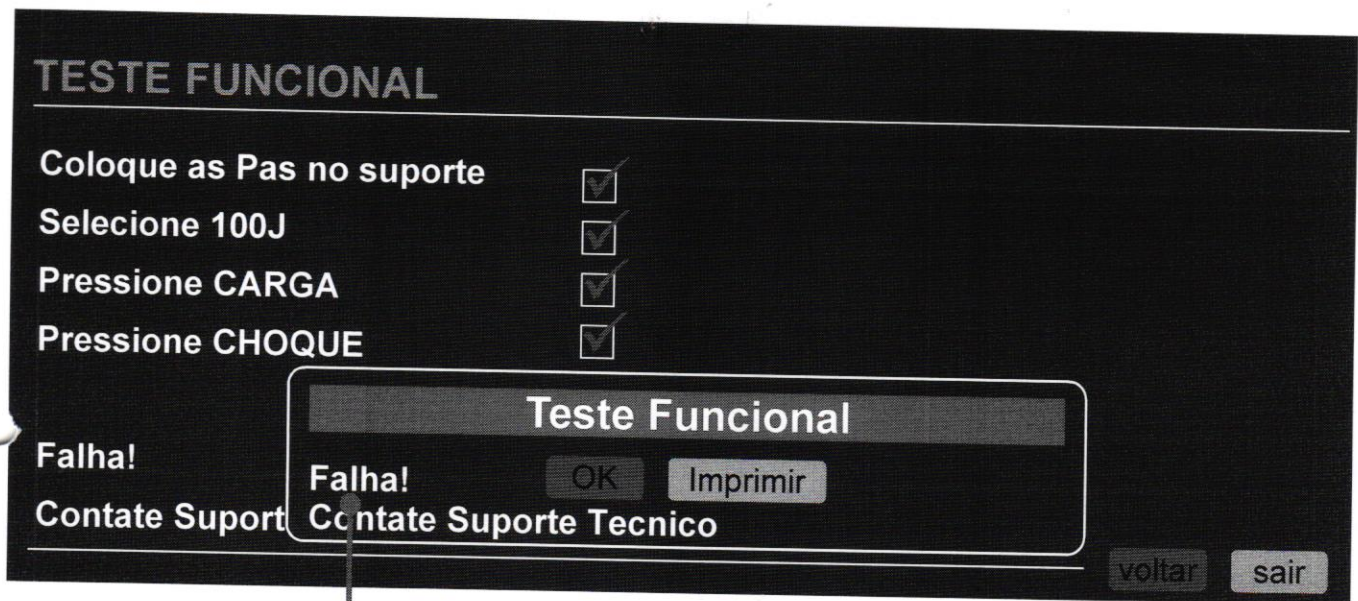 TESTE FUNCIONAL
Coloque as Pas no suporte
Selecione 100J
Pressione CARGA
Pressione CHOQUE
Teste Funcional
Falha!
Contate Suport
Falha!
OK
Imprimir
Contate Suporte Tecnico
voltar
sair